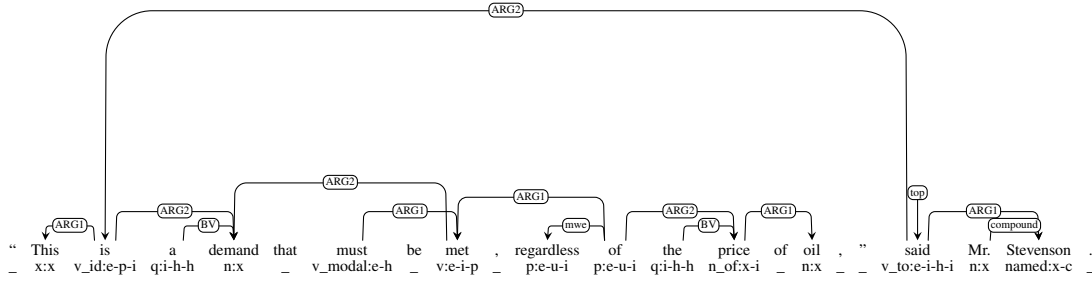 ARG2
ARG2
top
ARG1 ARG2 BV ARG1 ARG1 mwe ARG2 BV ARG1 ARG1 compound
“ This is a demand that must be met , regardless of the price of oil , ” said Mr. Stevenson .
_ x:x v_id:e-p-i q:i-h-h n:x _ v_modal:e-h _ v:e-i-p _ p:e-u-i p:e-u-i q:i-h-h n_of:x-i _ n:x _ _ v_to:e-i-h-i n:x named:x-c _